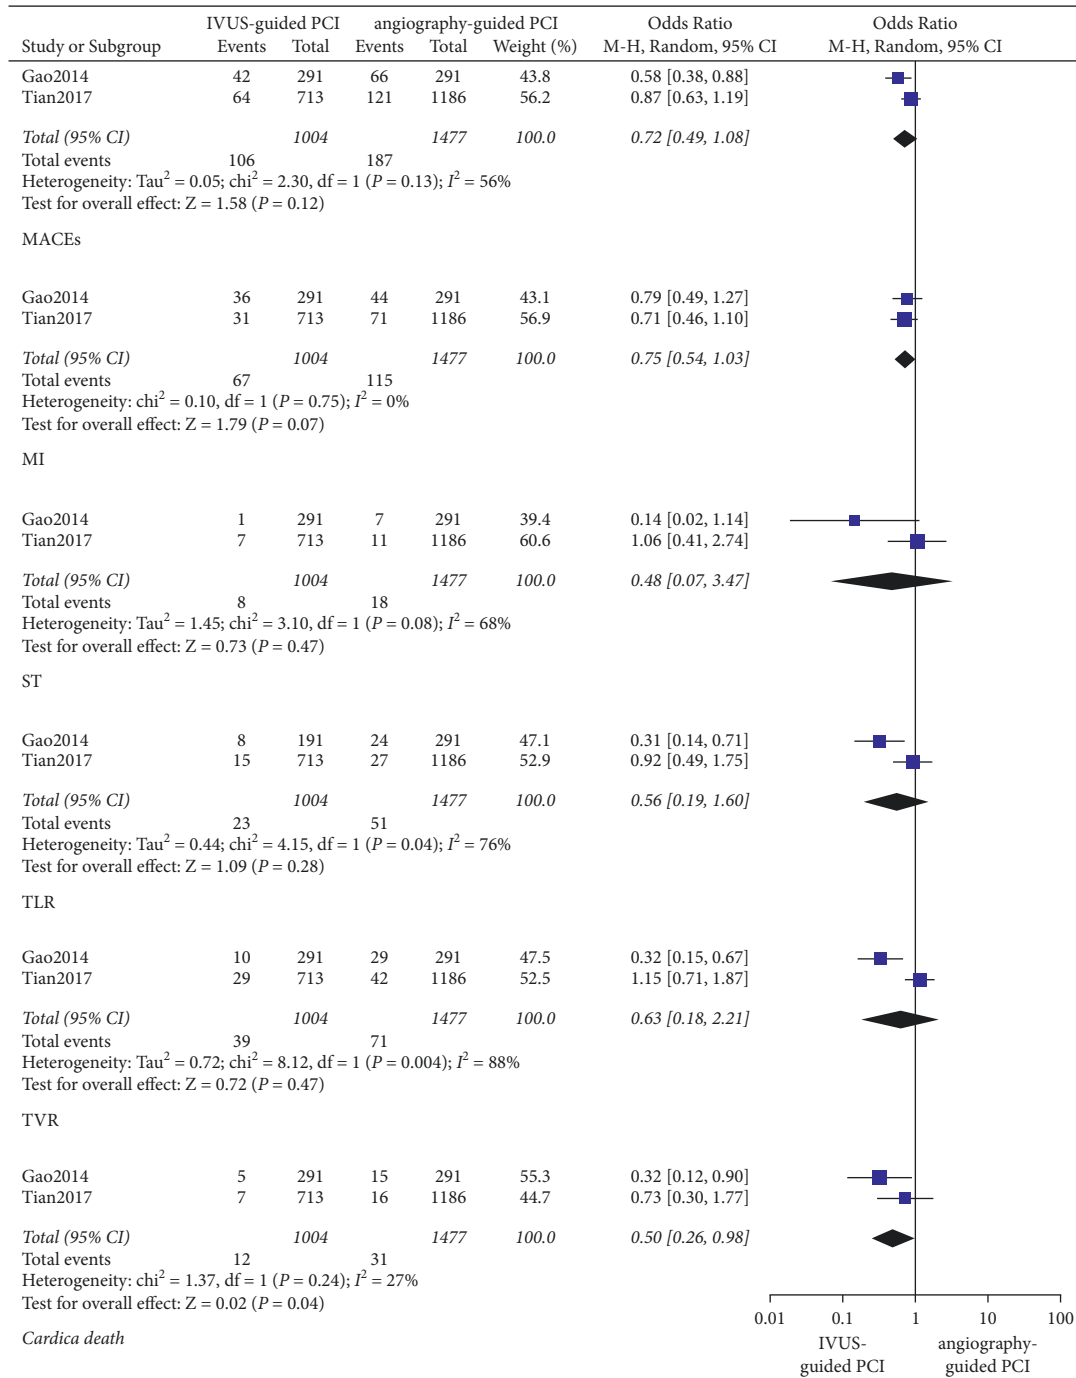 IVUS-guided PCI angiography-guided PCI Odds Ratio Odds Ratio
Study or Subgroup Events Total Events Total Weight (%) M-H, Random, 95% CI M-H, Random, 95% CI
Gao2014 42 291 66 291 43.8 0.58 [0.38, 0.88]
Tian2017 64 713 121 1186 56.2 0.87 [0.63, 1.19]
Total (95% CI) 1004 1477 100.0 0.72 [0.49, 1.08]
Total events 106 187
Heterogeneity: Tau² = 0.05; chi² = 2.30, df = 1 (P = 0.13); I² = 56%
Test for overall effect: Z = 1.58 (P = 0.12)
MACEs
Gao2014 36 291 44 291 43.1 0.79 [0.49, 1.27]
Tian2017 31 713 71 1186 56.9 0.71 [0.46, 1.10]
Total (95% CI) 1004 1477 100.0 0.75 [0.54, 1.03]
Total events 67 115
Heterogeneity: chi² = 0.10, df = 1 (P = 0.75); I² = 0%
Test for overall effect: Z = 1.79 (P = 0.07)
MI
Gao2014 1 291 7 291 39.4 0.14 [0.02, 1.14]
Tian2017 7 713 11 1186 60.6 1.06 [0.41, 2.74]
Total (95% CI) 1004 1477 100.0 0.48 [0.07, 3.47]
Total events 8 18
Heterogeneity: Tau² = 1.45; chi² = 3.10, df = 1 (P = 0.08); I² = 68%
Test for overall effect: Z = 0.73 (P = 0.47)
ST
Gao2014 8 191 24 291 47.1 0.31 [0.14, 0.71]
Tian2017 15 713 27 1186 52.9 0.92 [0.49, 1.75]
Total (95% CI) 1004 1477 100.0 0.56 [0.19, 1.60]
Total events 23 51
Heterogeneity: Tau² = 0.44; chi² = 4.15, df = 1 (P = 0.04); I² = 76%
Test for overall effect: Z = 1.09 (P = 0.28)
TLR
Gao2014 10 291 29 291 47.5 0.32 [0.15, 0.67]
Tian2017 29 713 42 1186 52.5 1.15 [0.71, 1.87]
Total (95% CI) 1004 1477 100.0 0.63 [0.18, 2.21]
Total events 39 71
Heterogeneity: Tau² = 0.72; chi² = 8.12, df = 1 (P = 0.004); I² = 88%
Test for overall effect: Z = 0.72 (P = 0.47)
TVR
Gao2014 5 291 15 291 55.3 0.32 [0.12, 0.90]
Tian2017 7 713 16 1186 44.7 0.73 [0.30, 1.77]
Total (95% CI) 1004 1477 100.0 0.50 [0.26, 0.98]
Total events 12 31
Heterogeneity: chi² = 1.37, df = 1 (P = 0.24); I² = 27%
Test for overall effect: Z = 0.02 (P = 0.04)
Cardica death
0.01 0.1 1 10 100
IVUS- angiography-
guided PCI guided PCI